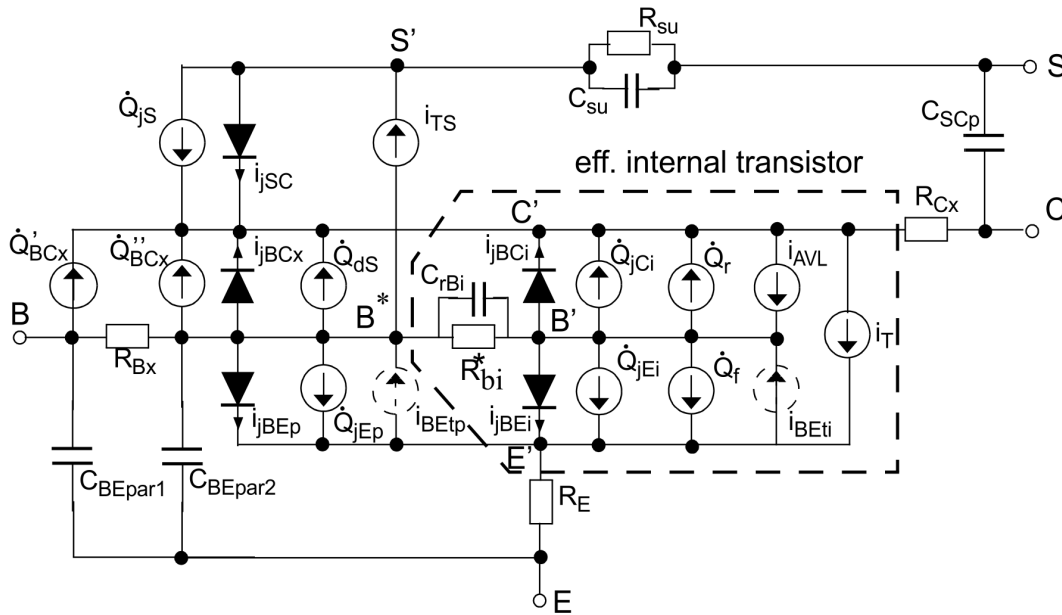 R_su
S'
S
C_su
Q̇_jS
i_TS
C_SCp
i_jSC
eff. internal transistor
R_Cx
C'
C
Q̇'_BCx
Q̇''_BCx
i_jBCx
Q̇_dS
i_jBCi
Q̇_jCi
Q̇_r
i_AVL
C_rBi
B
B*
B'
i_T
R_Bx
R*_bi
Q̇_jEi
Q̇_f
i_jBEp
Q̇_jEp
i_BEtp
i_jBEi
i_BEti
E'
C_BEpar1
C_BEpar2
R_E
E